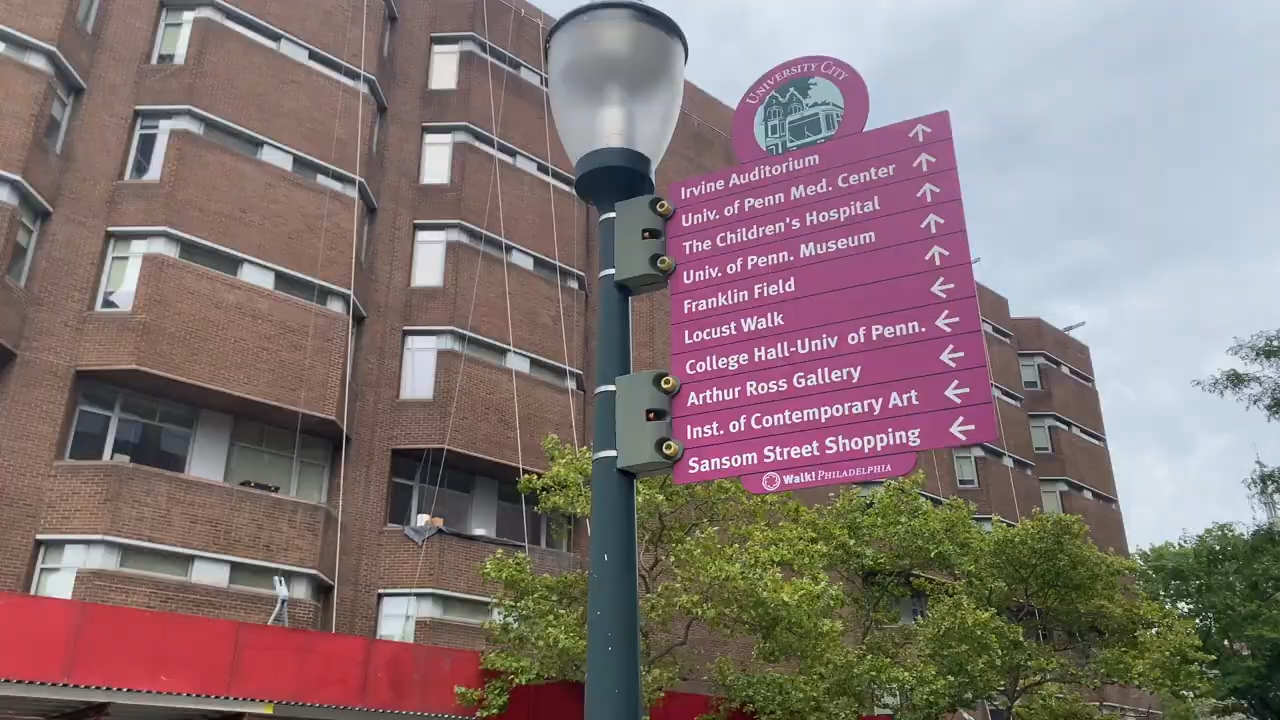 UNIVERSITY CITY
Irvine Auditorium ↑
Univ. of Penn Med. Center ↑
The Children's Hospital ↑
Univ. of Penn. Museum ↑
Franklin Field ↑
Locust Walk ←
College Hall-Univ of Penn. ←
Arthur Ross Gallery ←
Inst. of Contemporary Art ←
Sansom Street Shopping ←
Walk! PHILADELPHIA